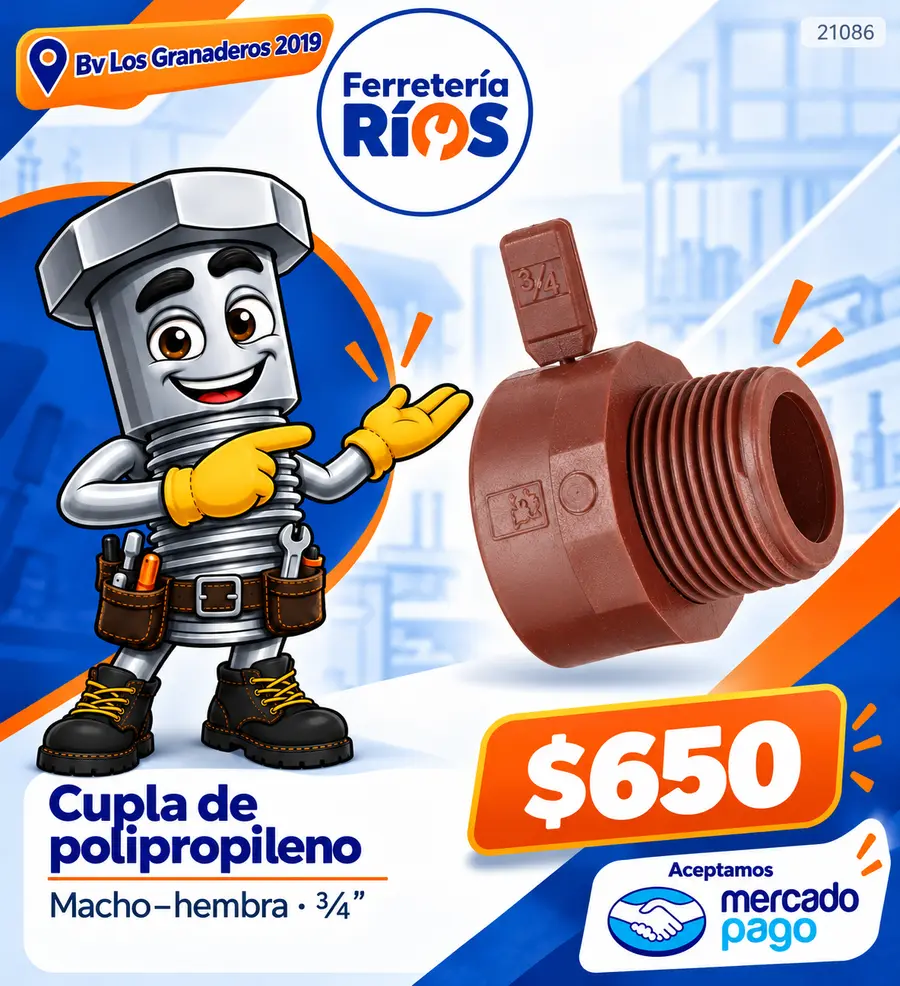 Bv Los Granaderos 2019
Ferretería
RÍOS
21086
3/4
$650
Cupla de
polipropileno
Macho-hembra · ¾”
Aceptamos
mercado
pago